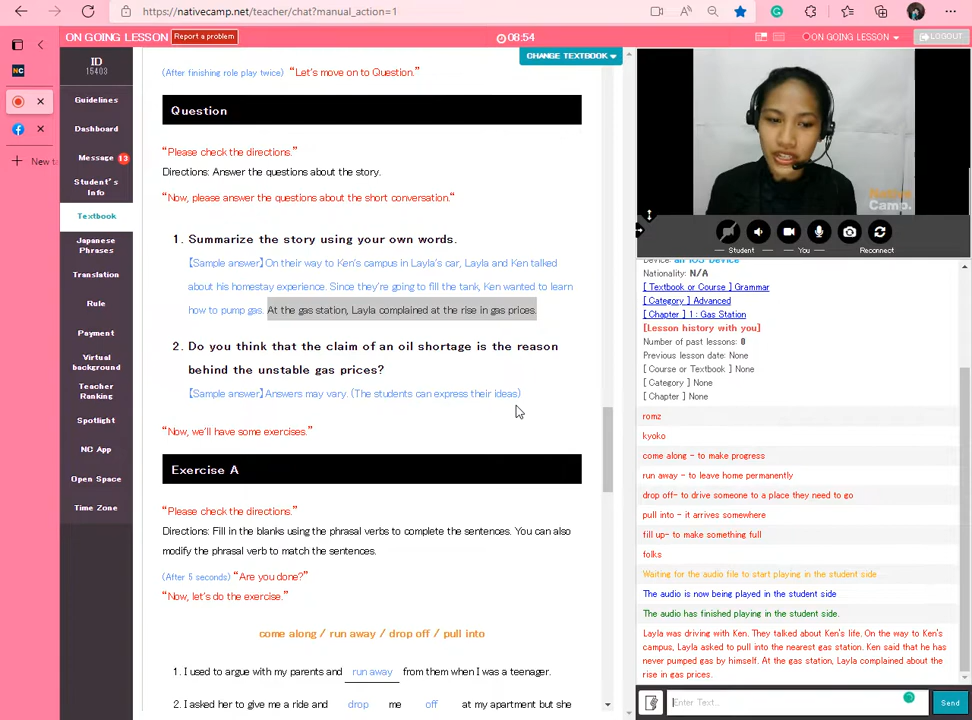 https://nativecamp.net/teacher/chat?manual_action=1
ON GOING LESSON
Report a problem
08:54
ON GOING LESSON
LOGOUT
NC
New t
ID
15403
Guidelines
Dashboard
Message 13
Student's
Info
Textbook
Japanese
Phrases
Translation
Rule
Payment
Virtual
background
Teacher
Ranking
Spotlight
NC App
Open Space
Time Zone
CHANGE TEXTBOOK
(After finishing role play twice) "Let's move on to Question."
Question
"Please check the directions."
Directions: Answer the questions about the story.
"Now, please answer the questions about the short conversation."
1. Summarize the story using your own words.
【Sample answer】On their way to Ken's campus in Layla's car, Layla and Ken talked
about his homestay experience. Since they're going to fill the tank, Ken wanted to learn
how to pump gas. At the gas station, Layla complained at the rise in gas prices.
2. Do you think that the claim of an oil shortage is the reason
behind the unstable gas prices?
【Sample answer】Answers may vary. (The students can express their ideas)
"Now, we'll have some exercises."
Exercise A
"Please check the directions."
Directions: Fill in the blanks using the phrasal verbs to complete the sentences. You can also
modify the phrasal verb to match the sentences.
(After 5 seconds) "Are you done?"
"Now, let's do the exercise."
come along / run away / drop off / pull into
1. I used to argue with my parents and run away from them when I was a teenager.
2. I asked her to give me a ride and drop me off at my apartment but she
Native
Camp.
Student
You
Reconnect
Device: an iOS Device
Nationality: N/A
[ Textbook or Course ] Grammar
[ Category ] Advanced
[ Chapter ] 1 : Gas Station
[Lesson history with you]
Number of past lessons: 0
Previous lesson date: None
[ Course or Textbook ] None
[ Category ] None
[ Chapter ] None
romz
kyoko
come along - to make progress
run away - to leave home permanently
drop off- to drive someone to a place they need to go
pull into - it arrives somewhere
fill up- to make something full
folks
Waiting for the audio file to start playing in the student side
The audio is now being played in the student side
The audio has finished playing in the student side.
Layla was driving with Ken. They talked about Ken's life. On the way to Ken's
campus, Layla asked to pull into the nearest gas station. Ken said that he has
never pumped gas by himself. At the gas station, Layla complained about the
rise in gas prices.
Enter Text...
Send